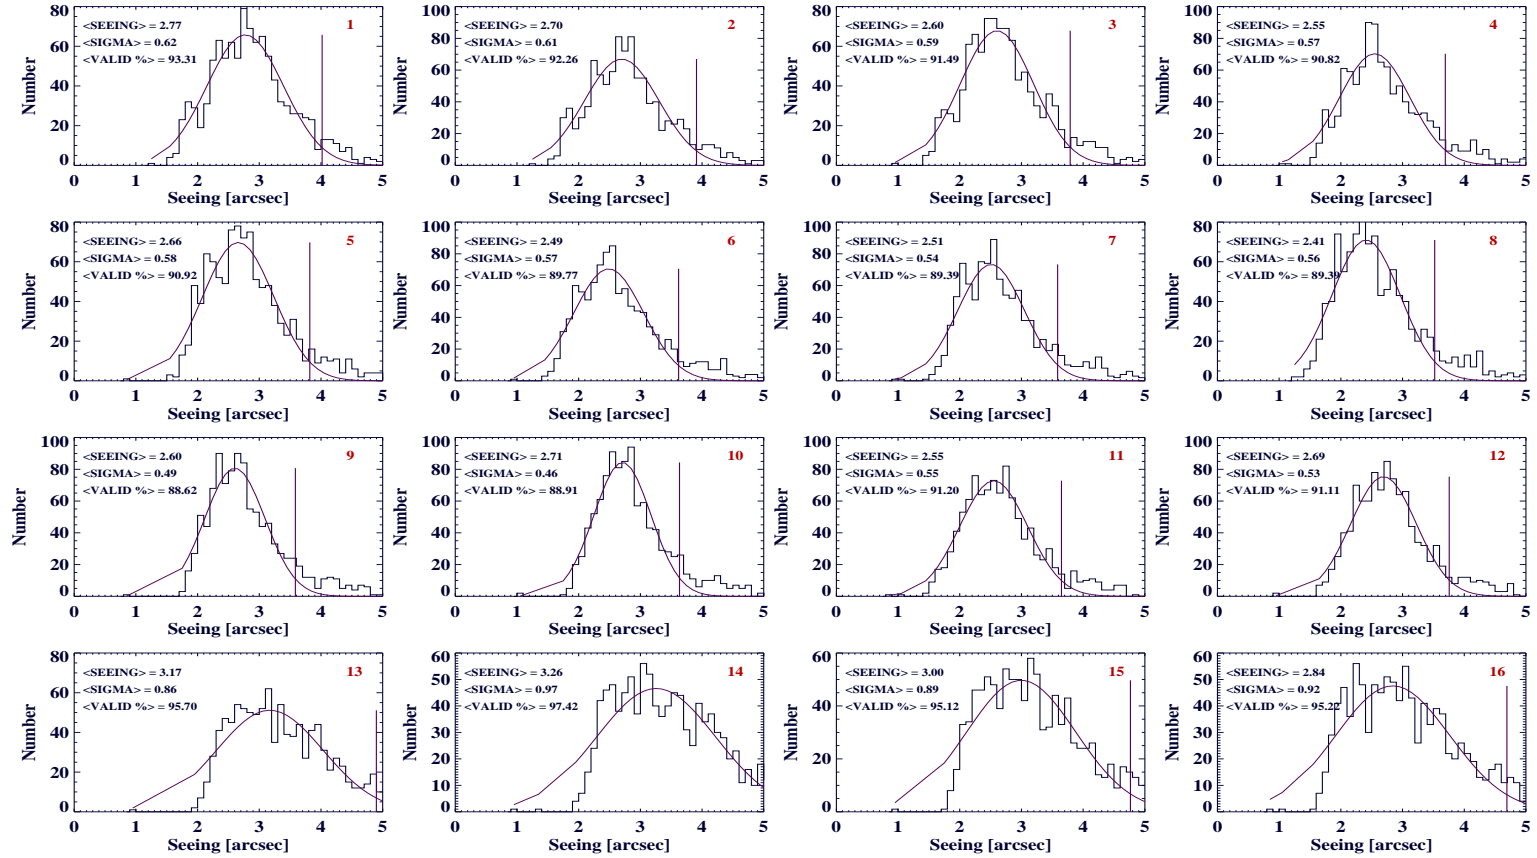 <SEEING> = 2.77
<SIGMA> = 0.62
<VALID %> = 93.31
1
80
60
40
20
0
Number
0 1 2 3 4 5
Seeing [arcsec]
<SEEING> = 2.70
<SIGMA> = 0.61
<VALID %> = 92.26
2
100
80
60
40
20
0
Number
0 1 2 3 4 5
Seeing [arcsec]
<SEEING> = 2.60
<SIGMA> = 0.59
<VALID %> = 91.49
3
100
80
60
40
20
0
Number
0 1 2 3 4 5
Seeing [arcsec]
<SEEING> = 2.55
<SIGMA> = 0.57
<VALID %> = 90.82
4
100
80
60
40
20
0
Number
0 1 2 3 4 5
Seeing [arcsec]
<SEEING> = 2.66
<SIGMA> = 0.58
<VALID %> = 90.92
5
80
60
40
20
0
Number
0 1 2 3 4 5
Seeing [arcsec]
<SEEING> = 2.49
<SIGMA> = 0.57
<VALID %> = 89.77
6
100
80
60
40
20
0
Number
0 1 2 3 4 5
Seeing [arcsec]
<SEEING> = 2.51
<SIGMA> = 0.54
<VALID %> = 89.39
7
100
80
60
40
20
0
Number
0 1 2 3 4 5
Seeing [arcsec]
<SEEING> = 2.41
<SIGMA> = 0.56
<VALID %> = 89.39
8
80
60
40
20
0
Number
0 1 2 3 4 5
Seeing [arcsec]
<SEEING> = 2.60
<SIGMA> = 0.49
<VALID %> = 88.62
9
100
80
60
40
20
0
Number
0 1 2 3 4 5
Seeing [arcsec]
<SEEING> = 2.71
<SIGMA> = 0.46
<VALID %> = 88.91
10
100
80
60
40
20
0
Number
0 1 2 3 4 5
Seeing [arcsec]
<SEEING> = 2.55
<SIGMA> = 0.55
<VALID %> = 91.20
11
100
80
60
40
20
0
Number
0 1 2 3 4 5
Seeing [arcsec]
<SEEING> = 2.69
<SIGMA> = 0.53
<VALID %> = 91.11
12
100
80
60
40
20
0
Number
0 1 2 3 4 5
Seeing [arcsec]
<SEEING> = 3.17
<SIGMA> = 0.86
<VALID %> = 95.70
13
80
60
40
20
0
Number
0 1 2 3 4 5
Seeing [arcsec]
<SEEING> = 3.26
<SIGMA> = 0.97
<VALID %> = 97.42
14
60
50
40
30
20
10
0
Number
0 1 2 3 4 5
Seeing [arcsec]
<SEEING> = 3.00
<SIGMA> = 0.89
<VALID %> = 95.12
15
60
40
20
0
Number
0 1 2 3 4 5
Seeing [arcsec]
<SEEING> = 2.84
<SIGMA> = 0.92
<VALID %> = 95.22
16
60
50
40
30
20
10
0
Number
0 1 2 3 4 5
Seeing [arcsec]